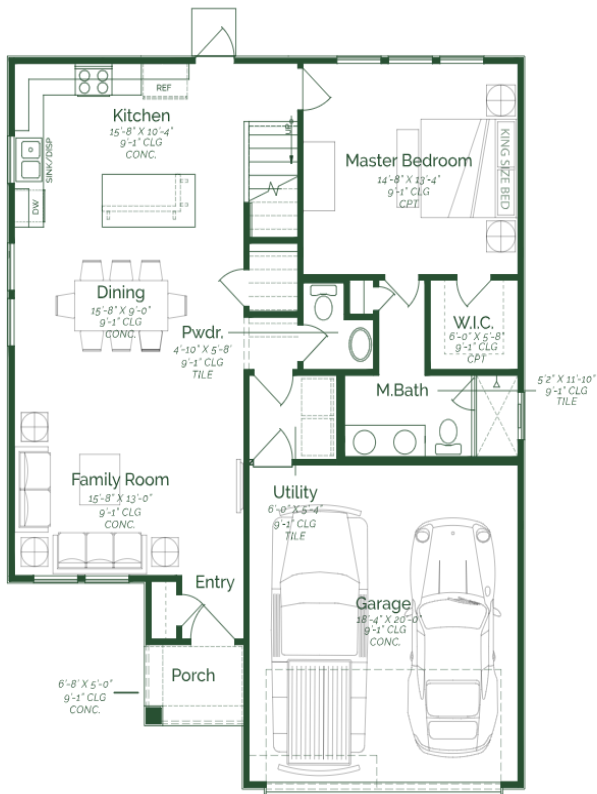 REF
Kitchen
15'-8" X 10'-4"
9'-1" CLG
CONC.
SINK/DISP
DW
UP
Master Bedroom
14'-8" X 13'-4"
9'-1" CLG
CPT.
KING SIZE BED
Dining
15'-8" X 9'-0"
9'-1" CLG
CONC.
Pwdr.
4'-10" X 5'-8'
9'-1" CLG
TILE
W.I.C.
6'-0" X 5'-8"
9'-1" CLG
CPT
M.Bath
5'2" X 11'-10"
9'-1" CLG
TILE
Family Room
15'-8" X 13'-0"
9'-1" CLG
CONC.
Utility
6'-0" X 5'-4"
9'-1" CLG
TILE
Entry
Garage
18'-4" X 20'-0"
9'-1" CLG
CONC.
Porch
6'-8' X 5'-0"
9'-1" CLG
CONC.